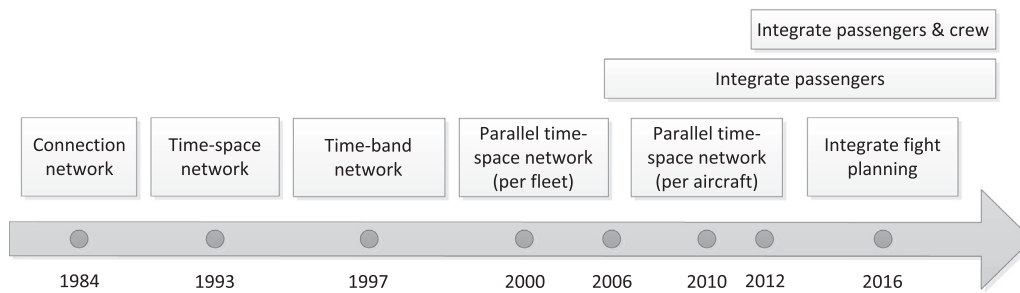 Integrate passengers & crew
Integrate passengers
Connection
network
Time-space
network
Time-band
network
Parallel time-
space network
(per fleet)
Parallel time-
space network
(per aircraft)
Integrate fight
planning
1984
1993
1997
2000
2006
2010
2012
2016